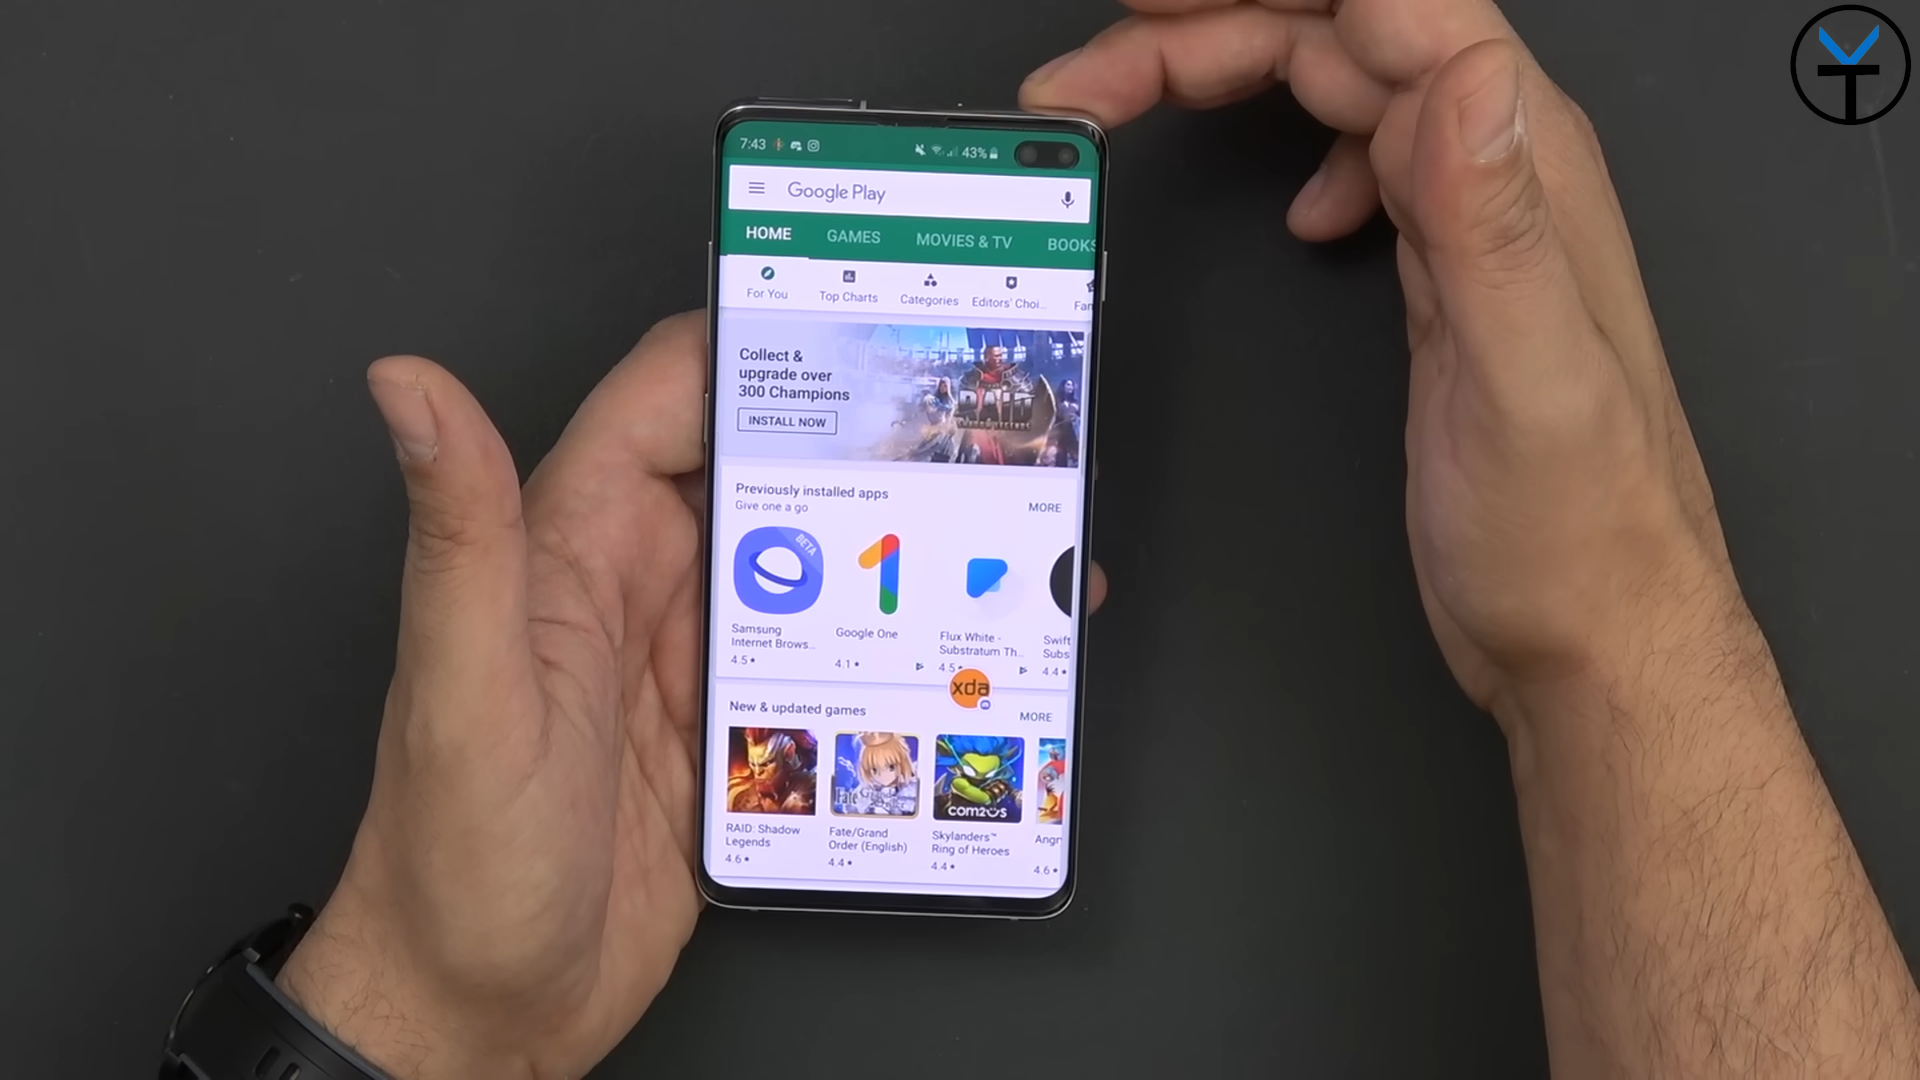 7:43
43%
Google Play
HOME GAMES MOVIES & TV BOOKS
For You Top Charts Categories Editors' Choi... Fan
Collect &
upgrade over
300 Champions
INSTALL NOW
RAID
Previously installed apps
Give one a go
MORE
BETA
Samsung
Internet Brows...
4.5
Google One
4.1
Flux White -
Substratum Th...
4.5
Swift
Subs
4.4
xda
New & updated games
MORE
Fate
com2us
RAID: Shadow
Legends
4.6
Fate/Grand
Order (English)
4.4
Skylanders™
Ring of Heroes
4.4
Angr
4.6